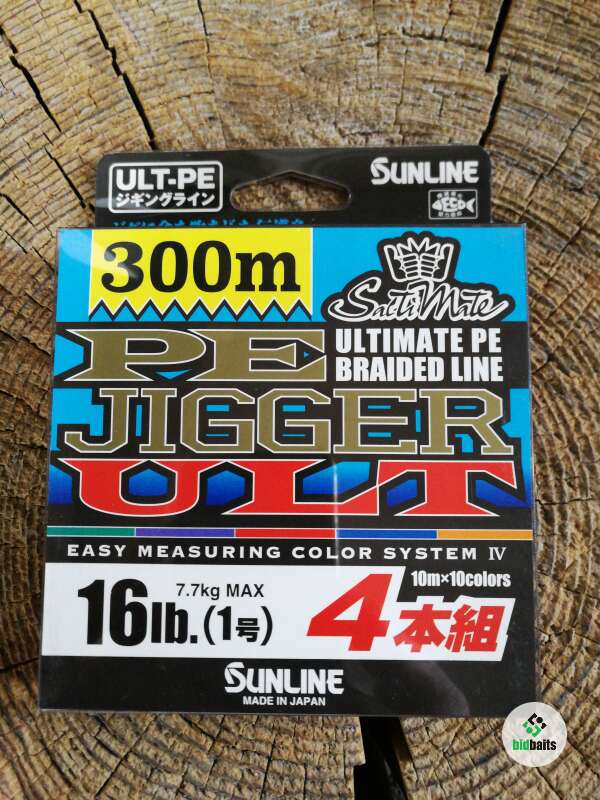 ULT-PE
ジギングライン
SUNLINE
300m
SaltiMate
ULTIMATE PE
BRAIDED LINE
PE
JIGGER
ULT
EASY MEASURING COLOR SYSTEM IV
16lb.(1号)
7.7kg MAX
10m×10colors
4本組
SUNLINE
MADE IN JAPAN
bidbaits